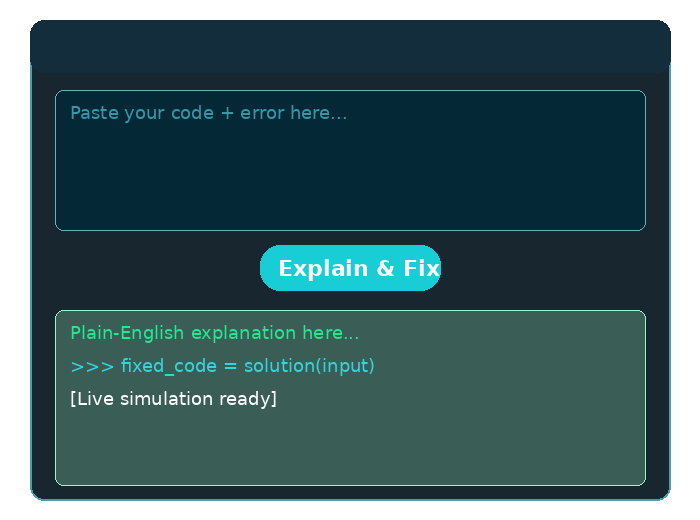 Paste your code + error here...
Explain & Fix
Plain-English explanation here...
>>> fixed_code = solution(input)
[Live simulation ready]